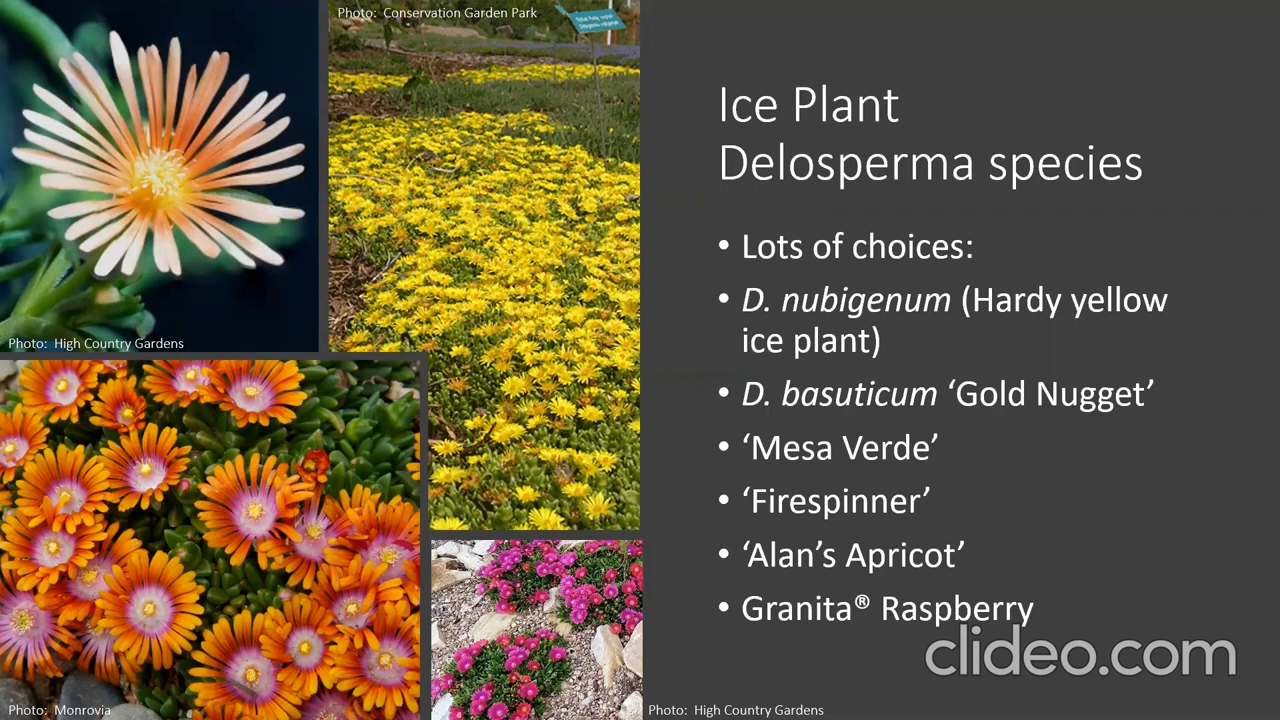 Photo: Conservation Garden Park
Ice Plant
Delosperma species
• Lots of choices:
• D. nubigenum (Hardy yellow
ice plant)
• D. basuticum ‘Gold Nugget’
• ‘Mesa Verde’
• ‘Firespinner’
• ‘Alan’s Apricot’
• Granita® Raspberry
clideo.com
Photo: High Country Gardens
Photo: Monrovia
Photo: High Country Gardens